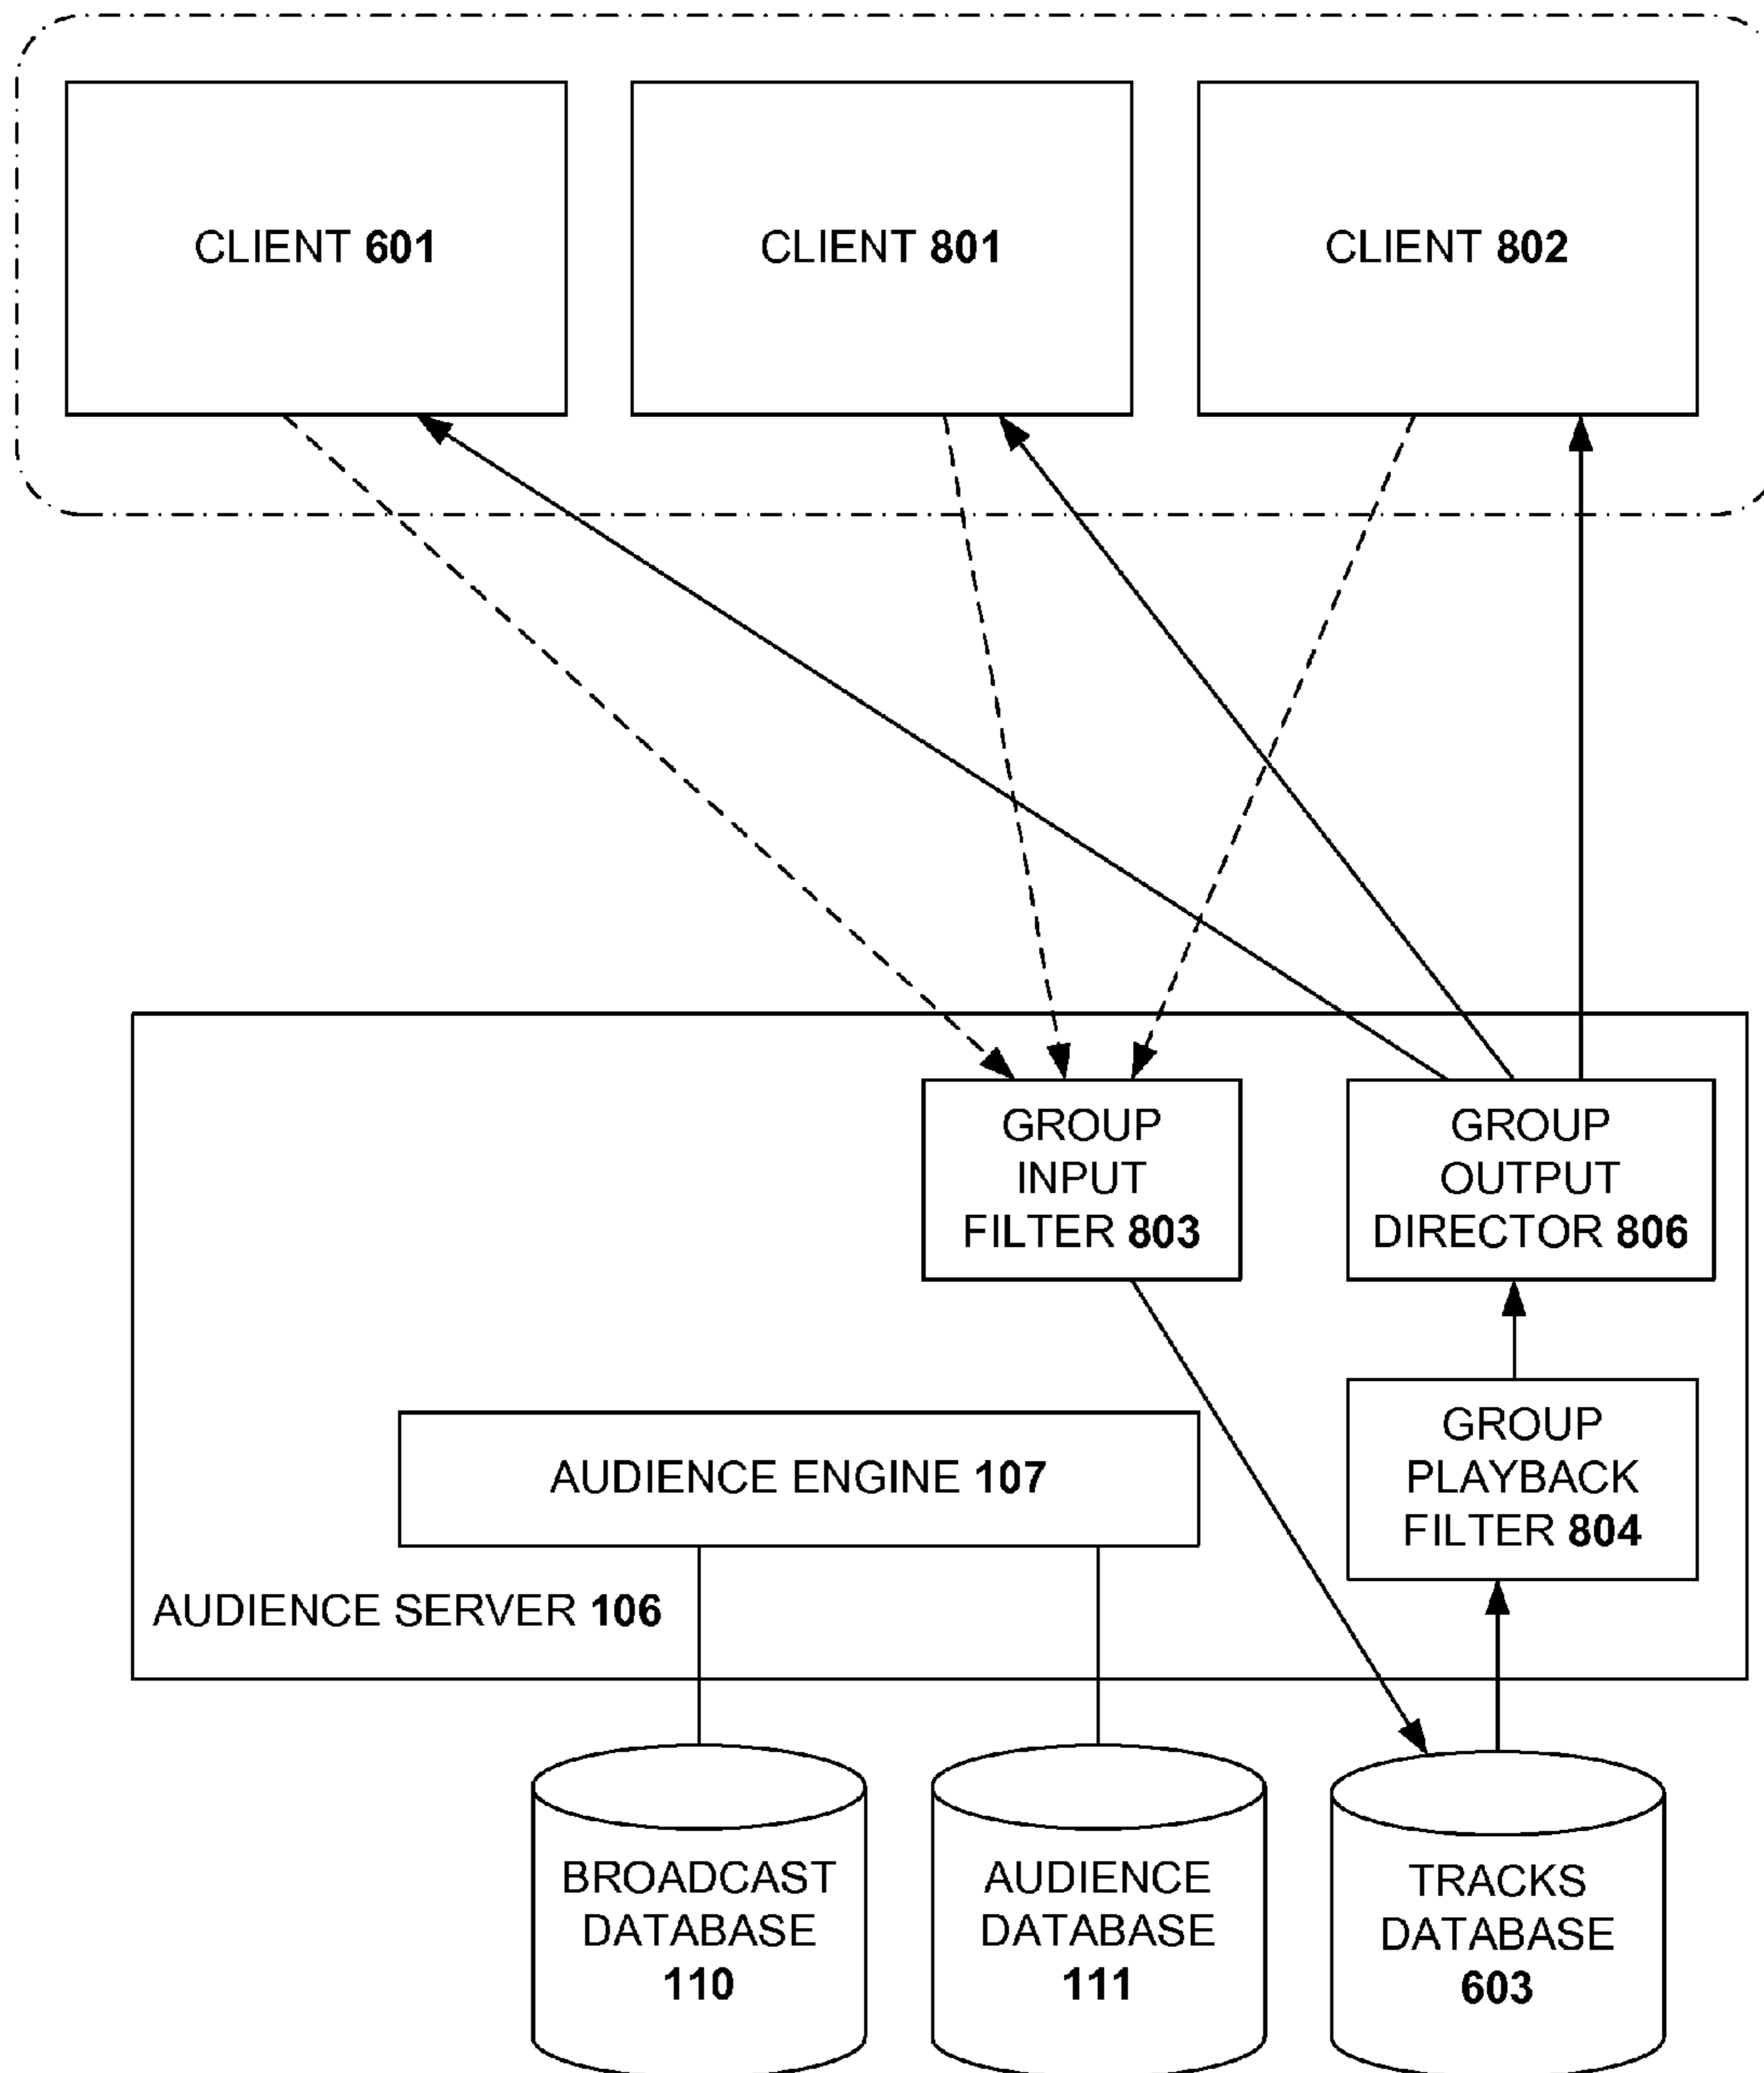 CLIENT 601
CLIENT 801
CLIENT 802
GROUP
INPUT
FILTER 803
GROUP
OUTPUT
DIRECTOR 806
GROUP
PLAYBACK
FILTER 804
AUDIENCE ENGINE 107
AUDIENCE SERVER 106
BROADCAST
DATABASE
110
AUDIENCE
DATABASE
111
TRACKS
DATABASE
603